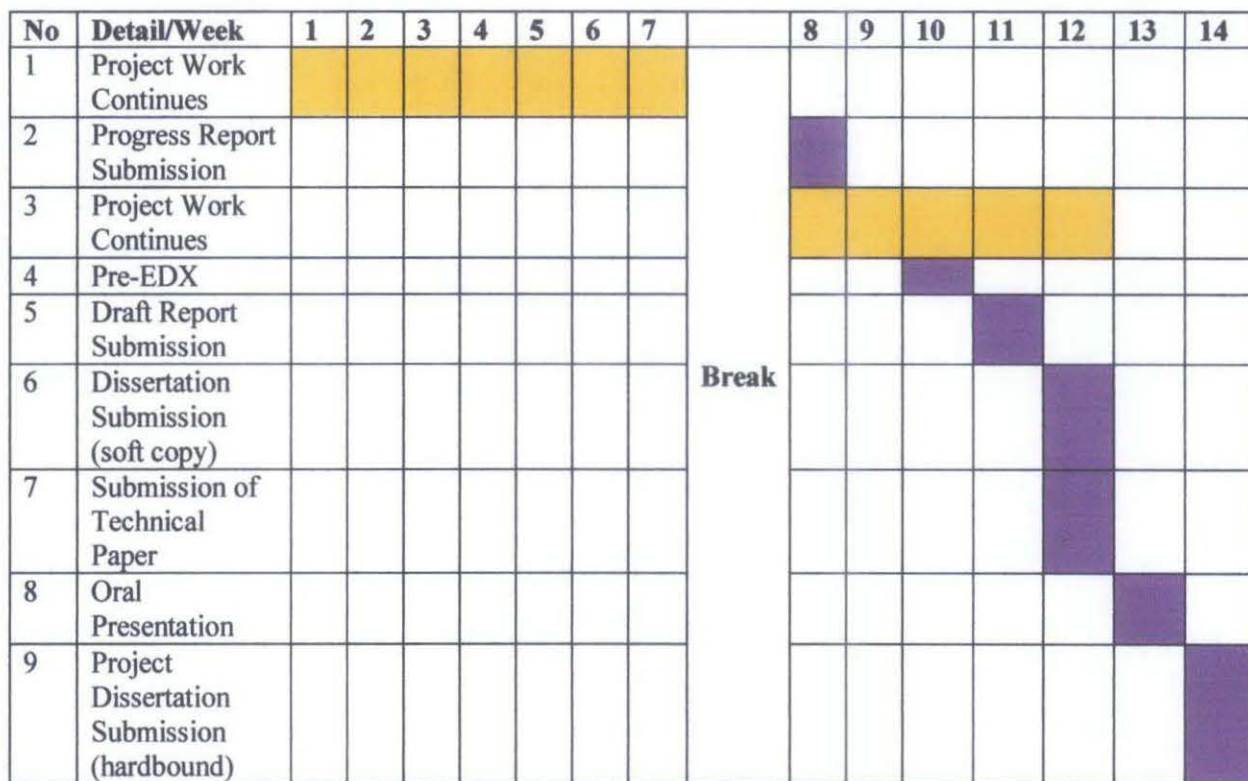 No Detail/Week 1 2 3 4 5 6 7 8 9 10 11 12 13 14
1 Project Work
Continues
2 Progress Report
Submission
3 Project Work
Continues
4 Pre-EDX
5 Draft Report
Submission
6 Dissertation
Submission
(soft copy)
Break
7 Submission of
Technical
Paper
8 Oral
Presentation
9 Project
Dissertation
Submission
(hardbound)